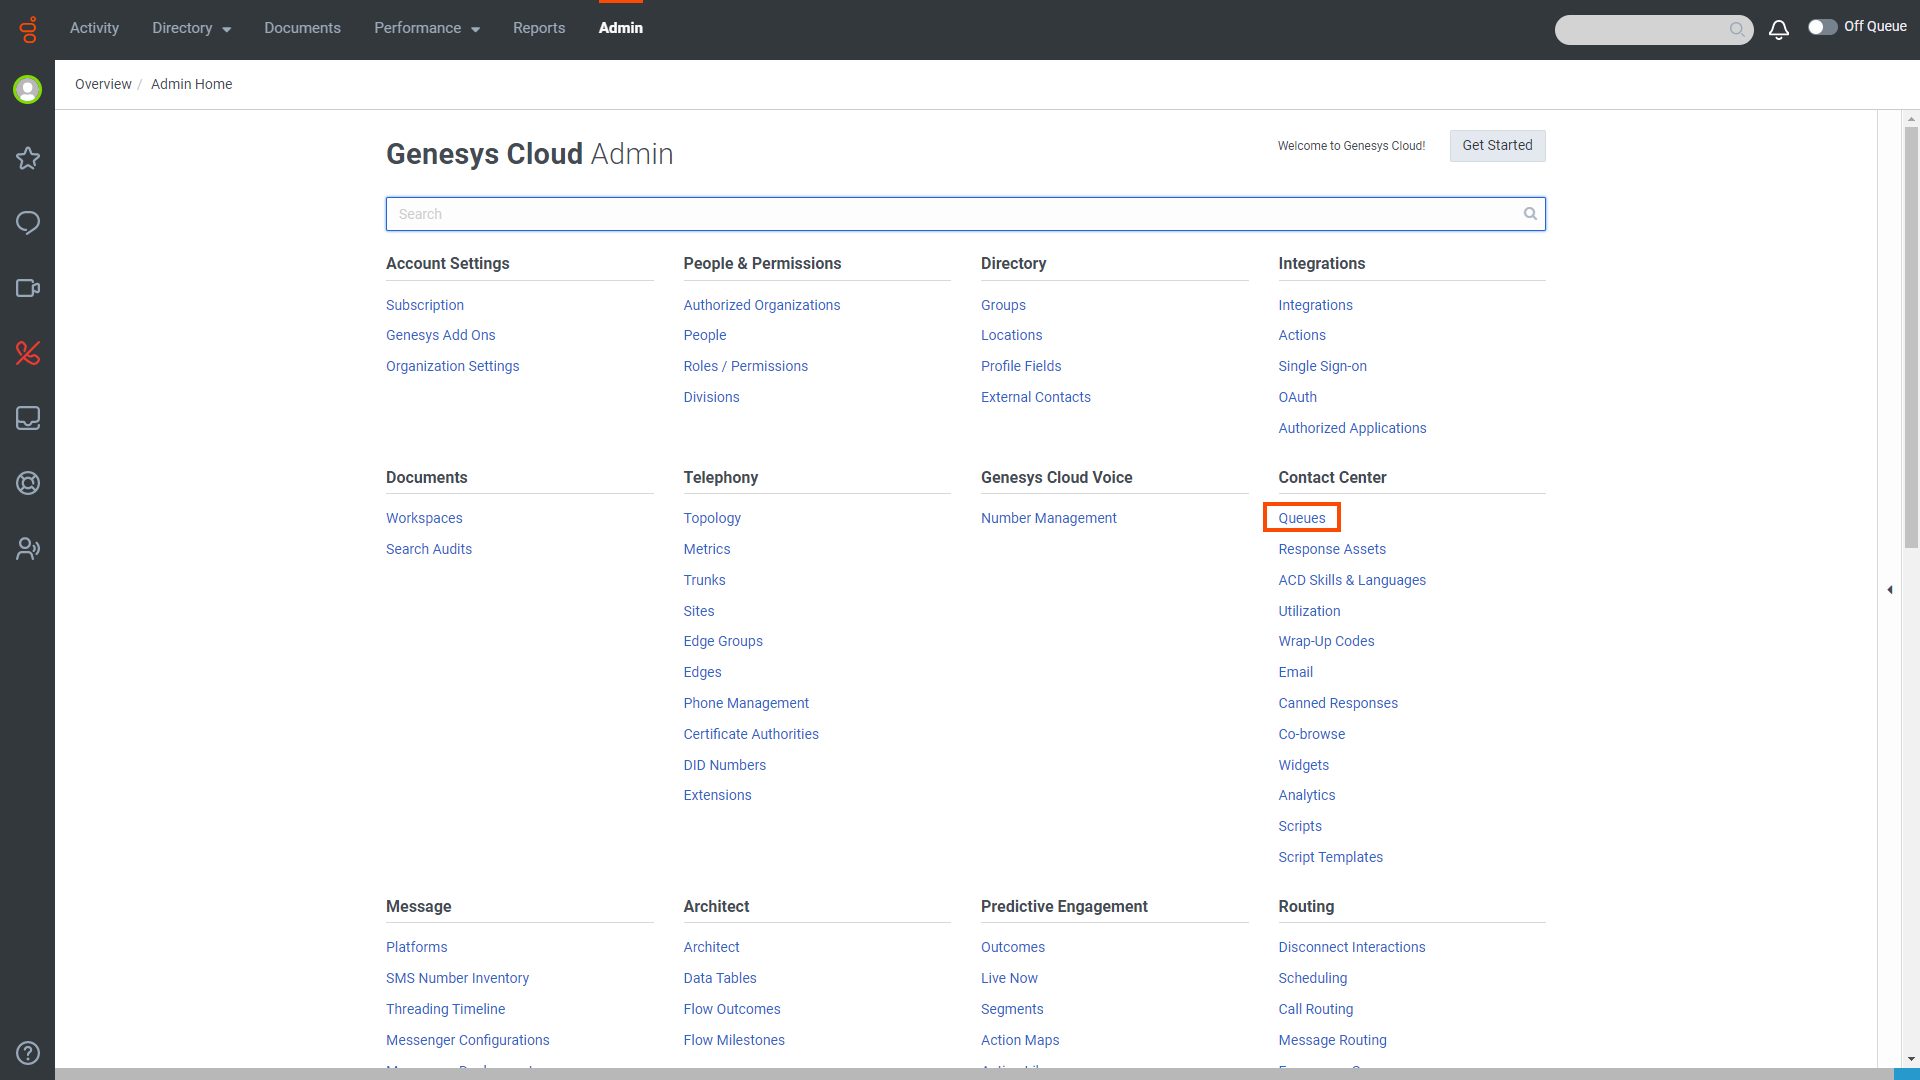 Activity Directory Documents Performance Reports Admin Off Queue
Overview / Admin Home
Genesys Cloud Admin
Welcome to Genesys Cloud! Get Started
Search
Account Settings
Subscription
Genesys Add Ons
Organization Settings
People & Permissions
Authorized Organizations
People
Roles / Permissions
Divisions
Directory
Groups
Locations
Profile Fields
External Contacts
Integrations
Integrations
Actions
Single Sign-on
OAuth
Authorized Applications
Documents
Workspaces
Search Audits
Telephony
Topology
Metrics
Trunks
Sites
Edge Groups
Edges
Phone Management
Certificate Authorities
DID Numbers
Extensions
Genesys Cloud Voice
Number Management
Contact Center
Queues
Response Assets
ACD Skills & Languages
Utilization
Wrap-Up Codes
Email
Canned Responses
Co-browse
Widgets
Analytics
Scripts
Script Templates
Message
Platforms
SMS Number Inventory
Threading Timeline
Messenger Configurations
Architect
Architect
Data Tables
Flow Outcomes
Flow Milestones
Predictive Engagement
Outcomes
Live Now
Segments
Action Maps
Routing
Disconnect Interactions
Scheduling
Call Routing
Message Routing